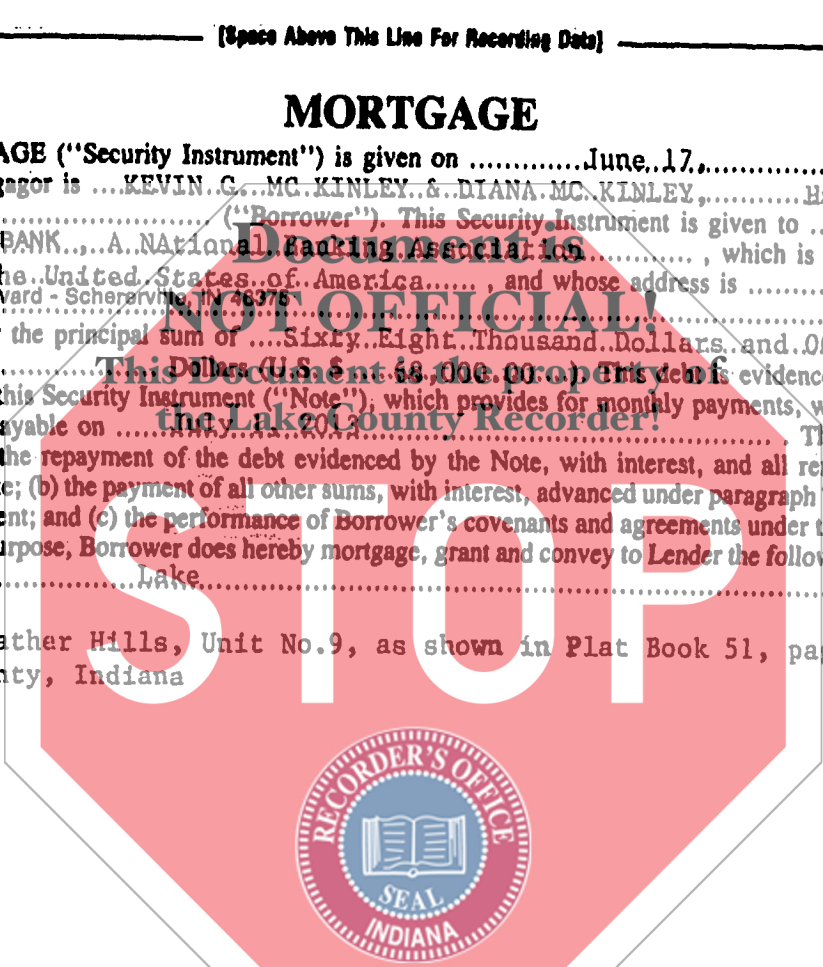 [Space Above This Line For Recording Data]
MORTGAGE
AGE ("Security Instrument") is given on .............June..17.,...............
gagor is ....KEVIN..G...MC..KINLEY..&..DIANA..MC..KINLEY,..........
..................... ("Borrower"). This Security Instrument is given to ..
BANK.., A.NAtional..Banking.Association............... , which is
he..United..States..of..America...... , and whose address is ..........
vard - Schererville, IN 46375
the principal sum of ....Sixty..Eight..Thousand..Dollars..and..
Dollars (U.S. $....68,000.00....). This debt is evidenc
this Security Instrument ("Note"), which provides for monthly payments,
ayable on
the repayment of the debt evidenced by the Note, with interest, and all
e; (b) the payment of all other sums, with interest, advanced under paragraph
ent; and (c) the performance of Borrower's covenants and agreements under
urpose, Borrower does hereby mortgage, grant and convey to Lender the follow
................Lake..........................................................
ather Hills, Unit No.9, as shown in Plat Book 51, pag
nty, Indiana
Document is
NOT OFFICIAL!
This Document is the property of
the Lake County Recorder!
STOP
RECORDER'S OFFICE
SEAL
INDIANA